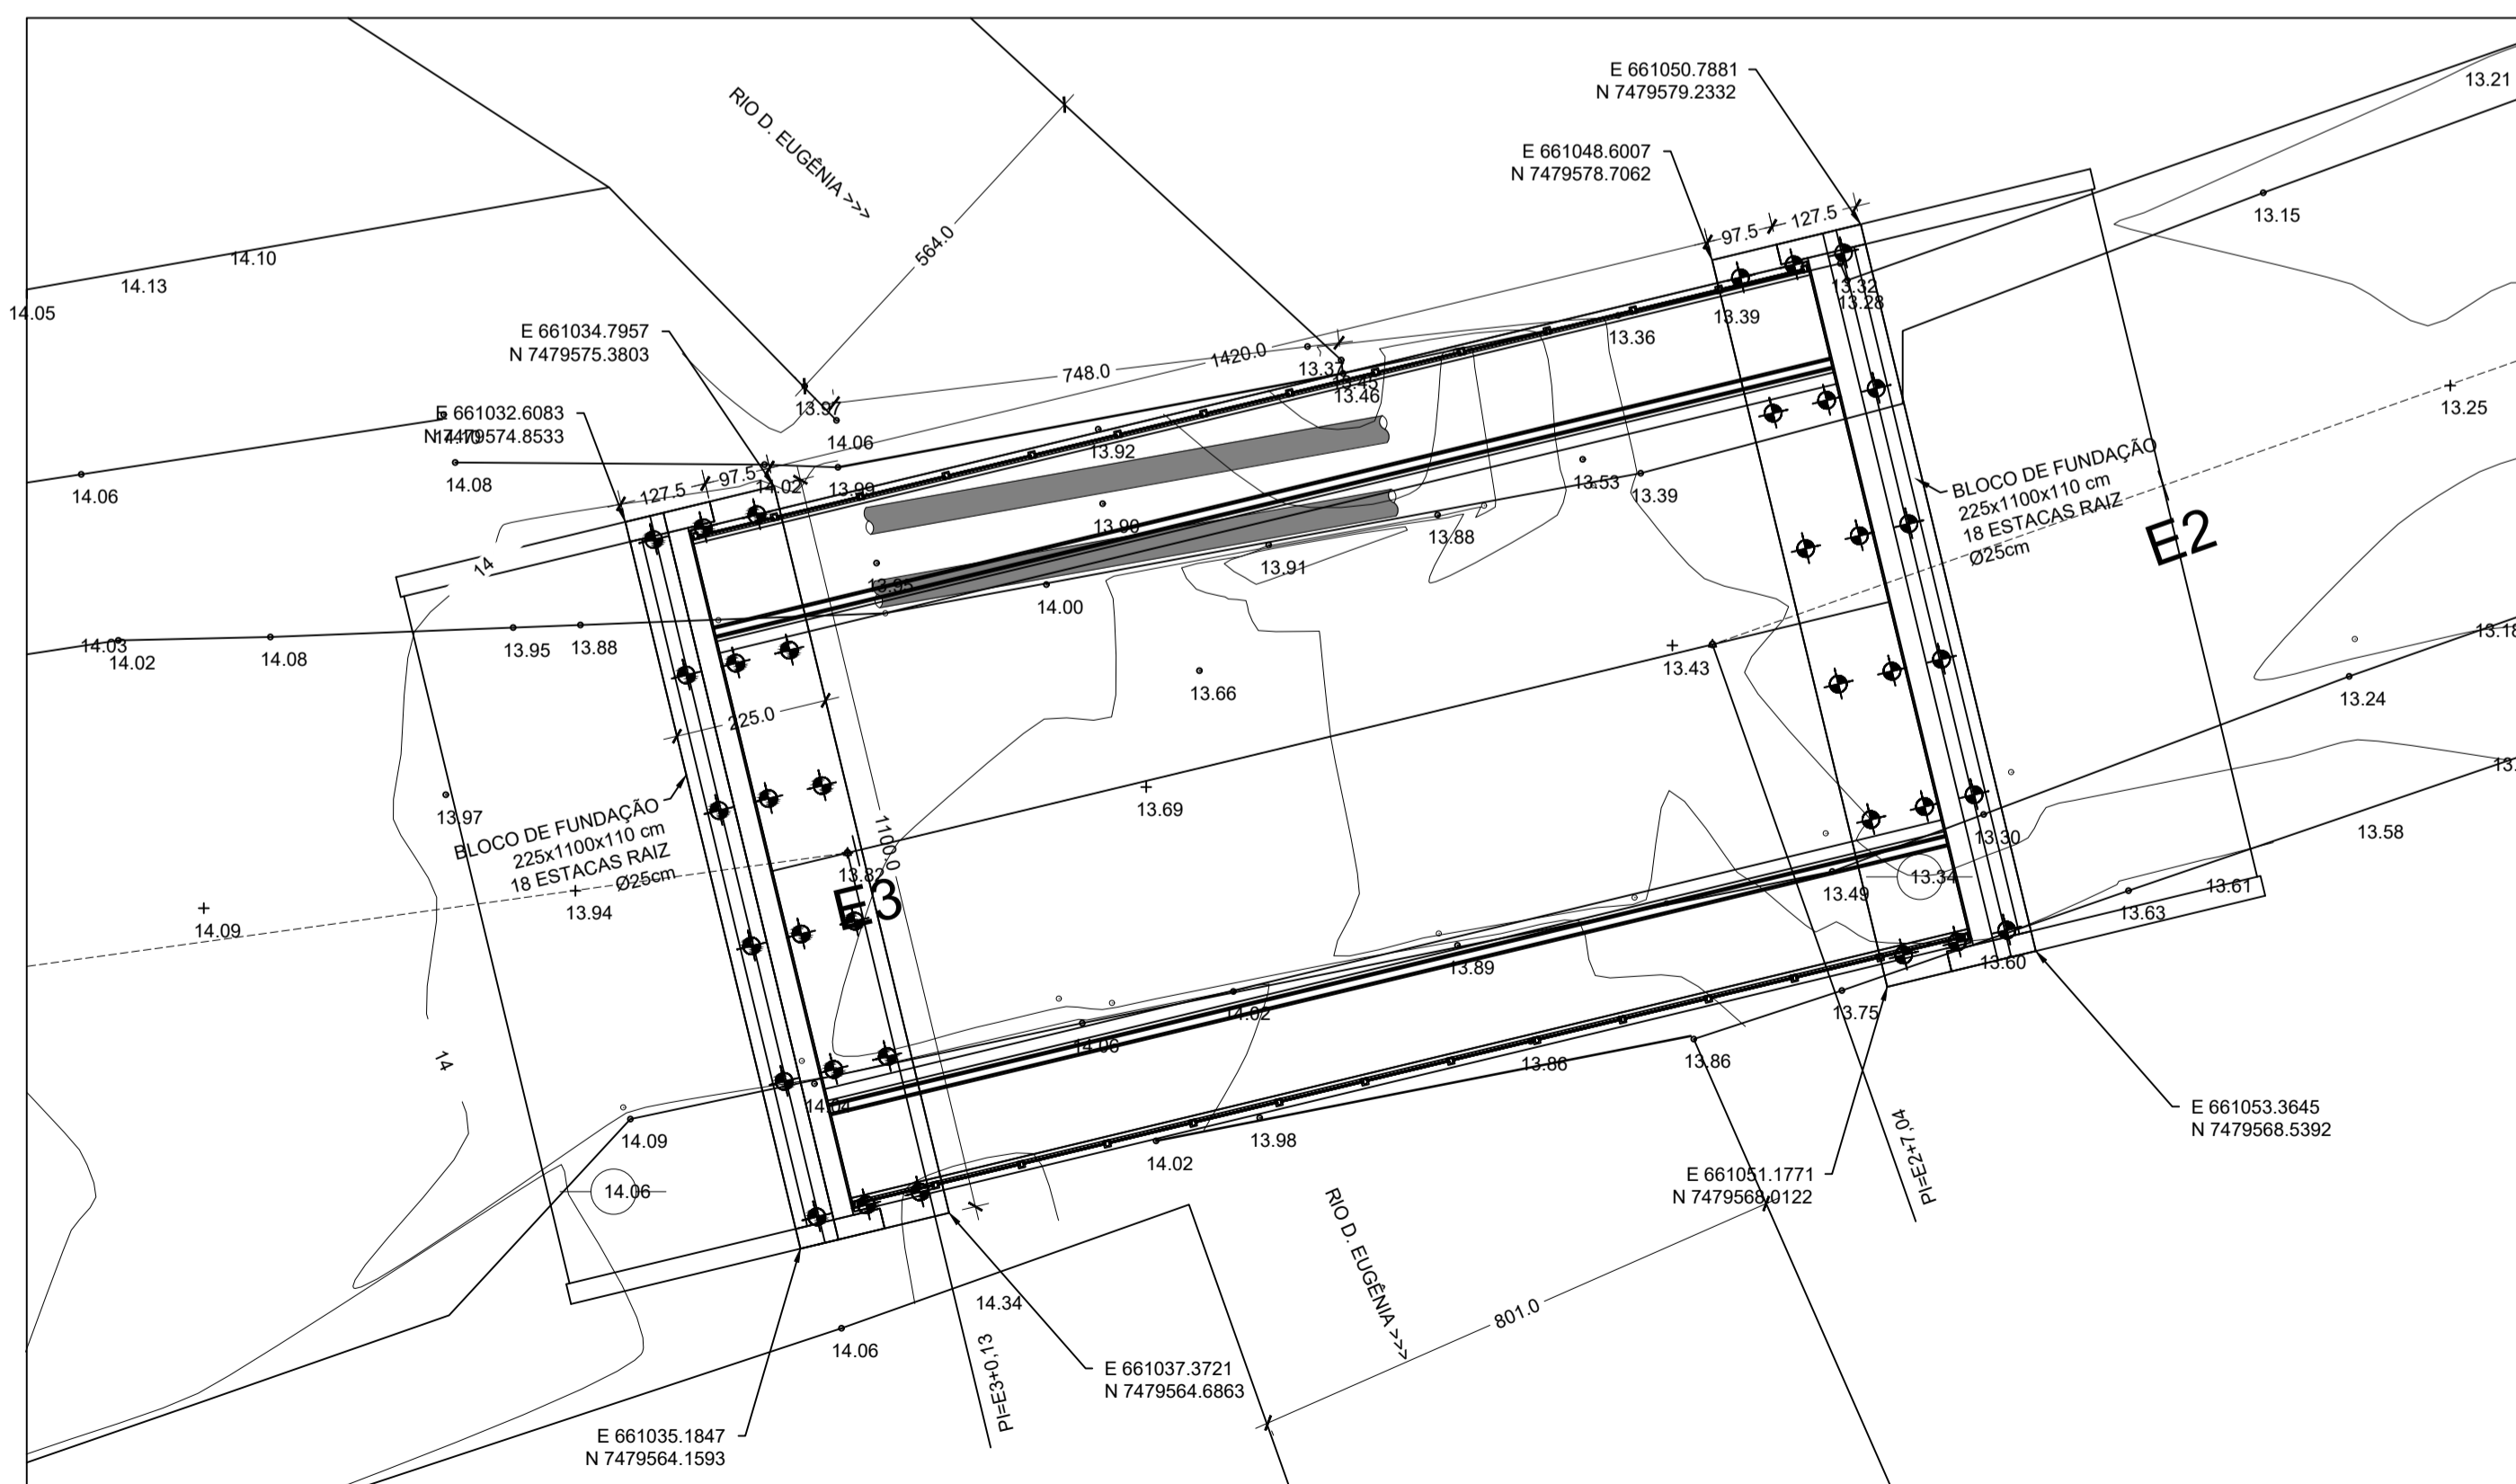 13.21
E 661050.7881
N 7479579.2332
RIO D. EUGÊNIA >>>
E 661048.6007
N 7479578.7062
127.5
97.5
13.15
564.0
14.10
14.13
14.05
13.32
13.28
13.39
13.36
E 661034.7957
N 7479575.3803
1420.0
748.0
13.37
13.45
13.46
13.25
13.97
E 661032.6083
N 7479574.8533
14.10
14.06
13.92
14.08
14.06
97.5
127.5
14.02
13.99
13.53
13.39
BLOCO DE FUNDAÇÃO
225x1100x110 cm
18 ESTACAS RAIZ
Ø25cm
E2
13.90
13.88
14
13.91
13.95
14.00
14.03
14.02
14.08
13.95
13.88
13.18
13.43
13.66
13.24
225.0
13.69
13.97
BLOCO DE FUNDAÇÃO
225x1100x110 cm
18 ESTACAS RAIZ
Ø25cm
1100.0
13.82
E3
13.30
13.58
13.34
13.49
13.61
13.63
13.94
14.09
13.89
13.60
14.02
13.75
14.06
13.86
13.86
14
14.04
E 661053.3645
N 7479568.5392
14.09
13.98
14.02
PI=E2+7,04
E 661051.1771
N 7479568.0122
14.06
RIO D. EUGÊNIA >>>
801.0
14.34
14.06
PI=E3+0,13
E 661037.3721
N 7479564.6863
E 661035.1847
N 7479564.1593